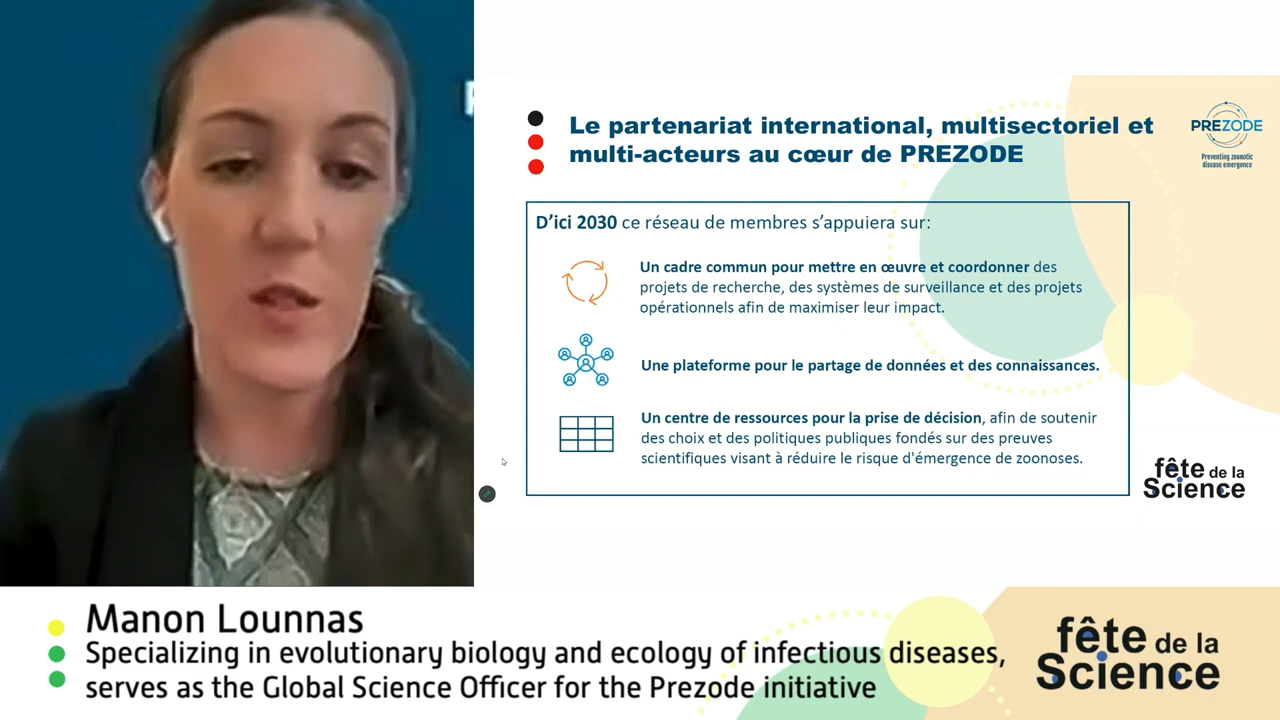 Le partenariat international, multisectoriel et
multi-acteurs au cœur de PREZODE
PREZODE
Preventing zoonotic
disease emergence
D'ici 2030 ce réseau de membres s'appuiera sur:
Un cadre commun pour mettre en œuvre et coordonner des
projets de recherche, des systèmes de surveillance et des projets
opérationnels afin de maximiser leur impact.
Une plateforme pour le partage de données et des connaissances.
Un centre de ressources pour la prise de décision, afin de soutenir
des choix et des politiques publiques fondés sur des preuves
scientifiques visant à réduire le risque d'émergence de zoonoses.
fête de la
Science
Manon Lounnas
Specializing in evolutionary biology and ecology of infectious diseases,
serves as the Global Science Officer for the Prezode initiative
fête de la
Science